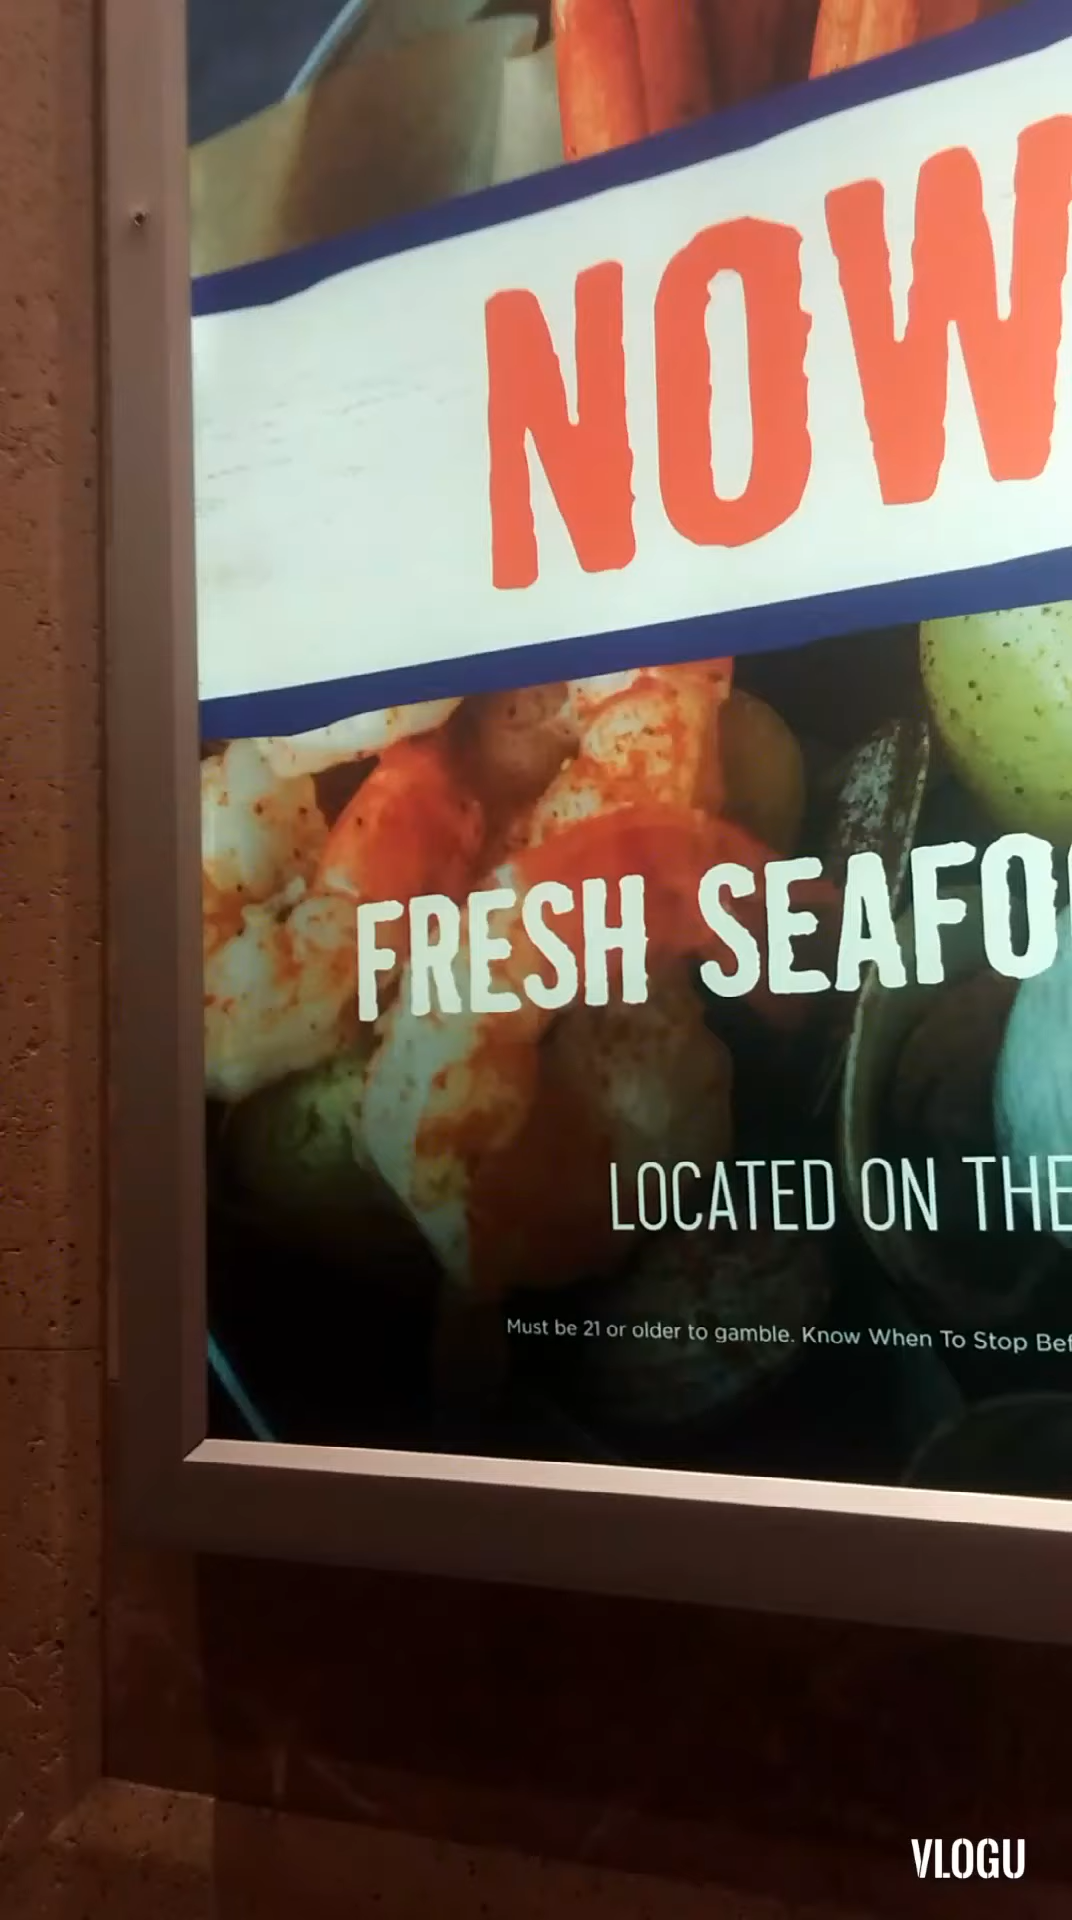 NOW
FRESH SEAFO
LOCATED ON THE
Must be 21 or older to gamble. Know When To Stop Bef
VLOGU